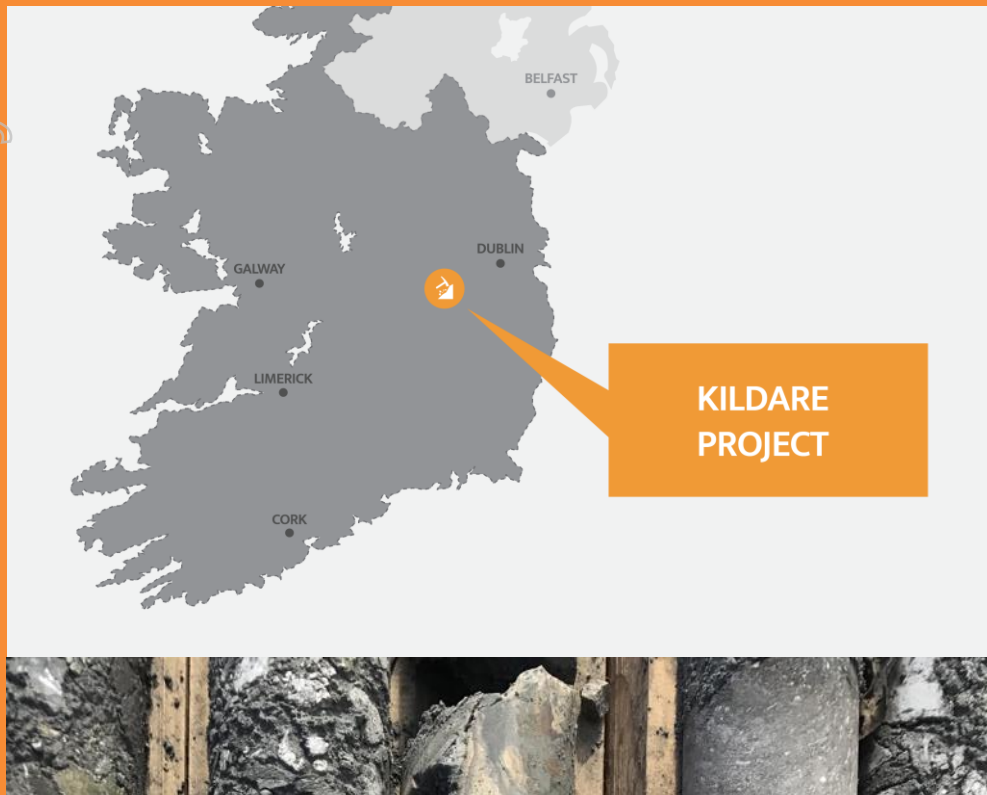 BELFAST
DUBLIN
GALWAY
LIMERICK
KILDARE
PROJECT
CORK